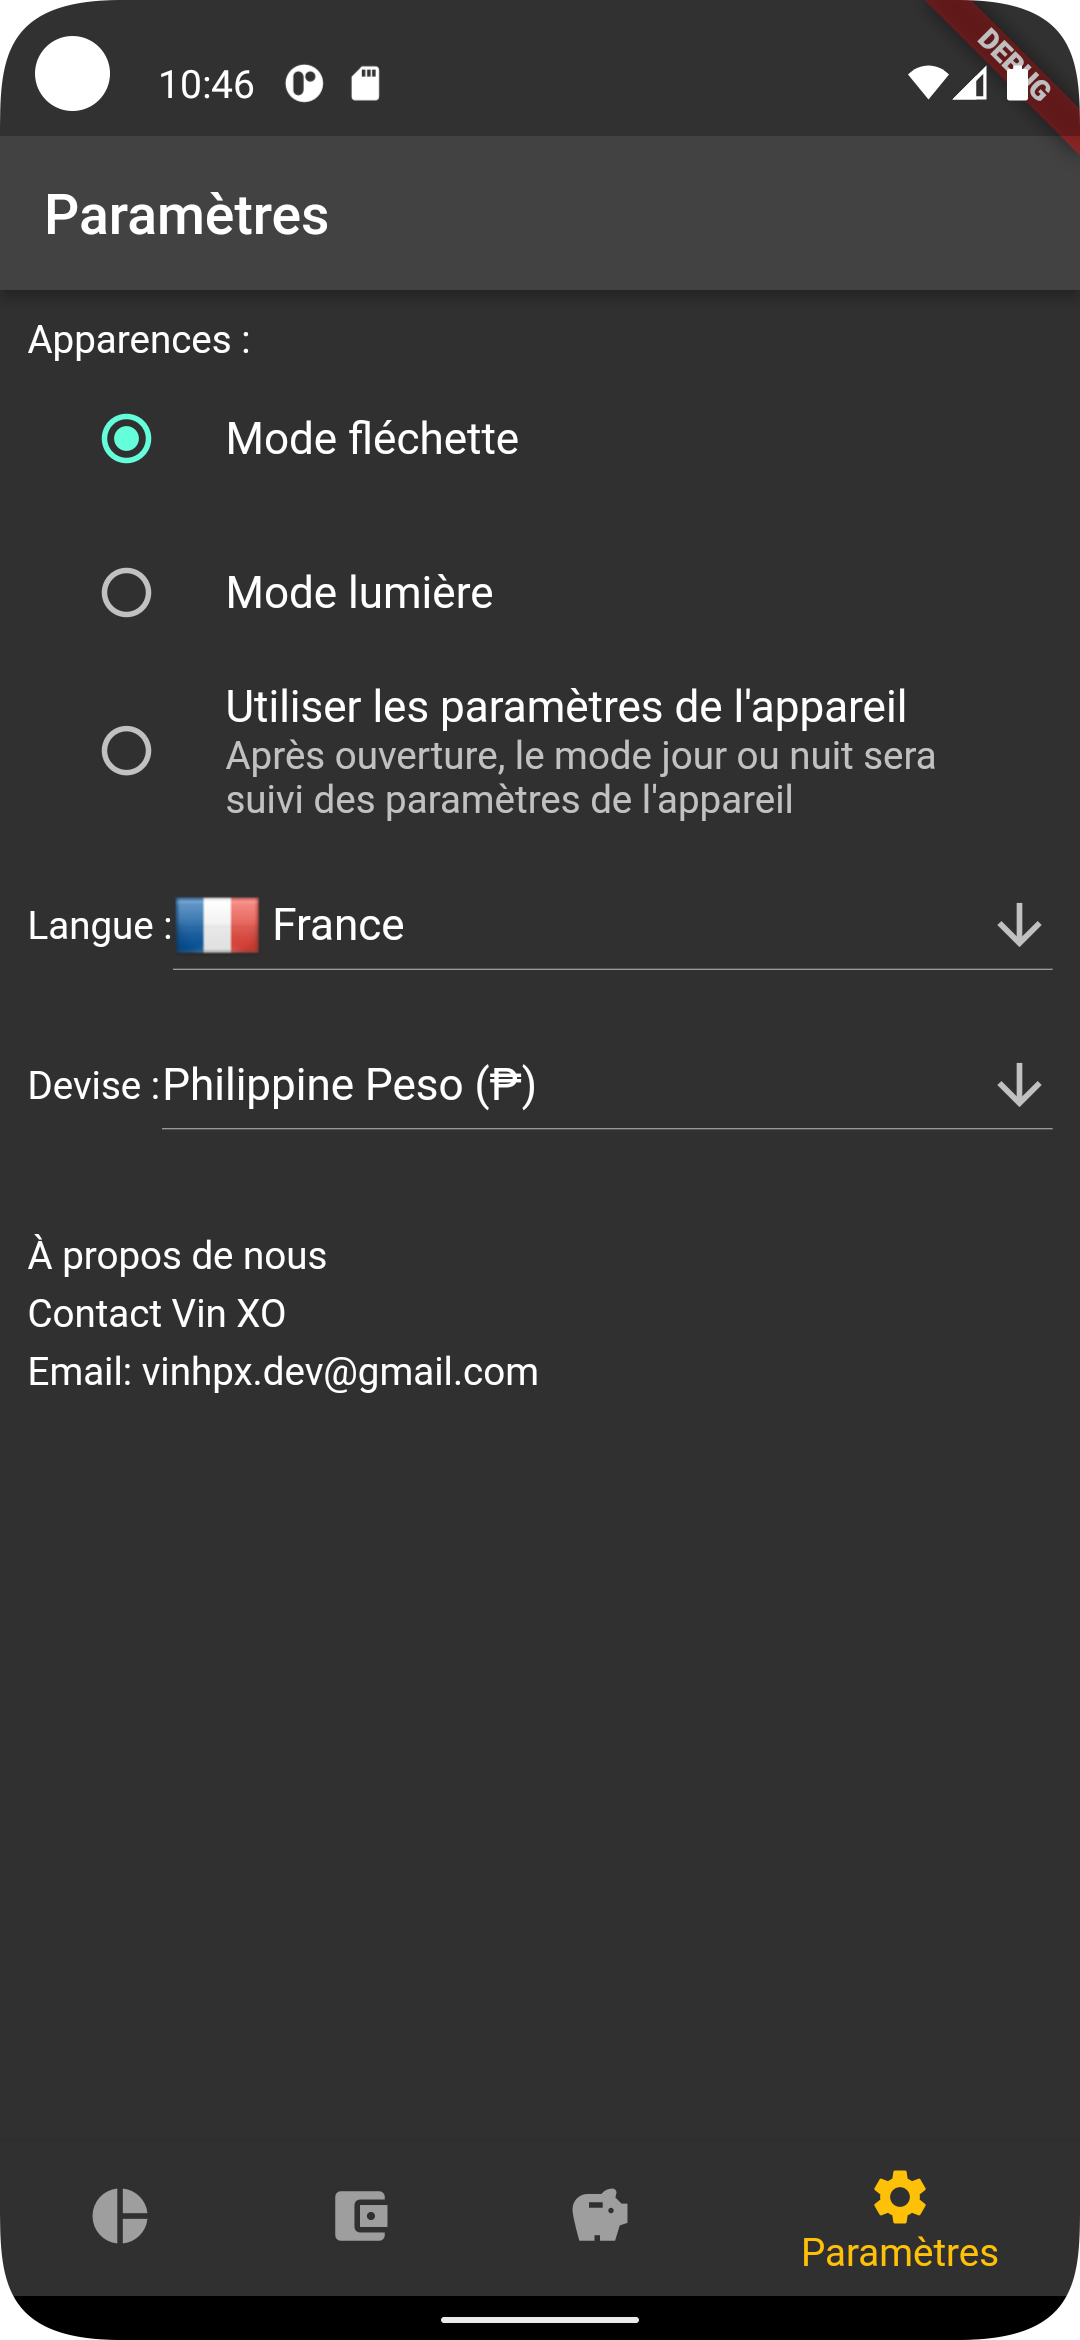 10:46
DEBUG
Paramètres
Apparences :
Mode fléchette
Mode lumière
Utiliser les paramètres de l'appareil
Après ouverture, le mode jour ou nuit sera
suivi des paramètres de l'appareil
Langue : France
Devise : Philippine Peso (₱)
À propos de nous
Contact Vin XO
Email: vinhpx.dev@gmail.com
Paramètres